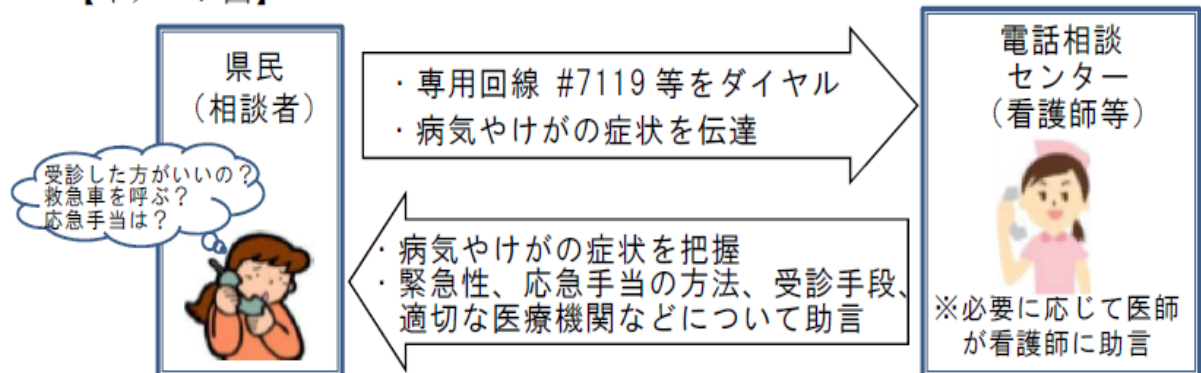 県民
（相談者）
受診した方がいいの？
救急車を呼ぶ？
応急手当は？
・専用回線 #7119 等をダイヤル
・病気やけがの症状を伝達
・病気やけがの症状を把握
・緊急性、応急手当の方法、受診手段、
適切な医療機関などについて助言
電話相談
センター
（看護師等）
※必要に応じて医師
が看護師に助言